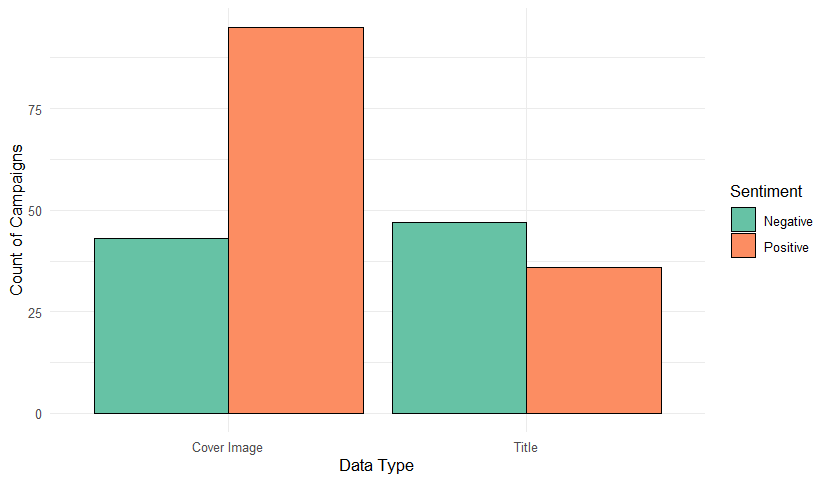 Count of Campaigns
75
50
25
0
Cover Image
Title
Data Type
Sentiment
Negative
Positive